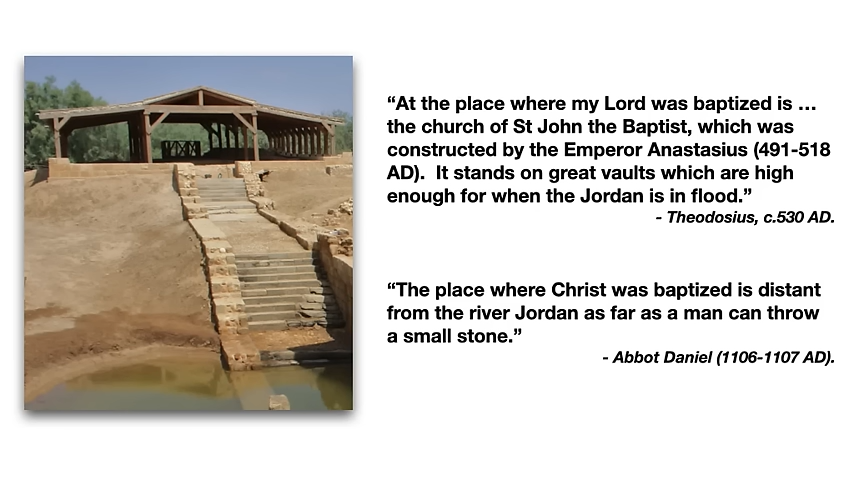 “At the place where my Lord was baptized is …
the church of St John the Baptist, which was
constructed by the Emperor Anastasius (491-518
AD).  It stands on great vaults which are high
enough for when the Jordan is in flood.”
- Theodosius, c.530 AD.
“The place where Christ was baptized is distant
from the river Jordan as far as a man can throw
a small stone.”
- Abbot Daniel (1106-1107 AD).